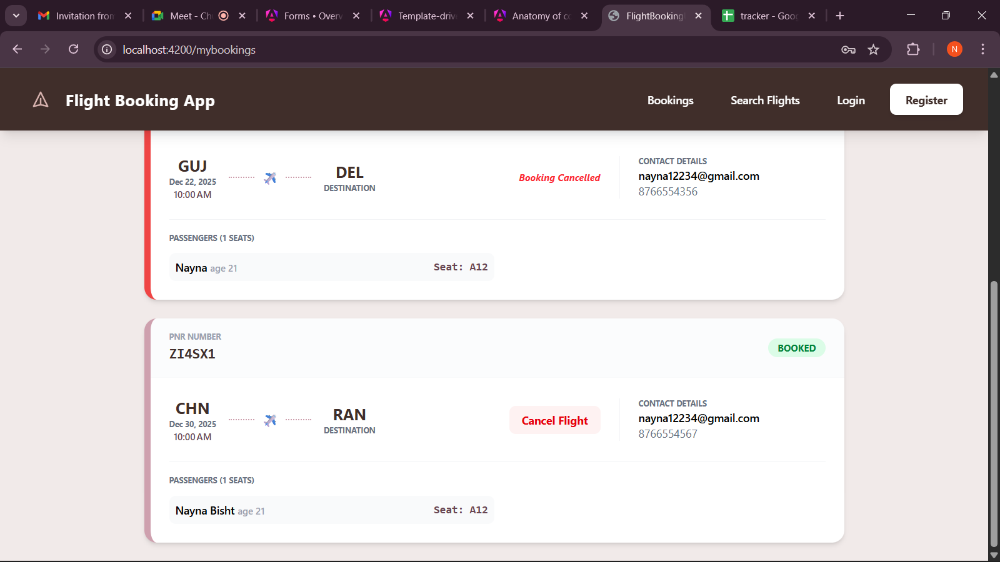 Invitation from
Meet - Ch
Forms • Overv
Template-driv
Anatomy of co
FlightBooking
tracker - Goog
localhost:4200/mybookings
N
Flight Booking App
Bookings
Search Flights
Login
Register
GUJ
Dec 22, 2025
10:00 AM
DEL
DESTINATION
Booking Cancelled
CONTACT DETAILS
nayna12234@gmail.com
8766554356
PASSENGERS (1 SEATS)
Nayna age 21
Seat: A12
PNR NUMBER
ZI4SX1
BOOKED
CHN
Dec 30, 2025
10:00 AM
RAN
DESTINATION
Cancel Flight
CONTACT DETAILS
nayna12234@gmail.com
8766554567
PASSENGERS (1 SEATS)
Nayna Bisht age 21
Seat: A12